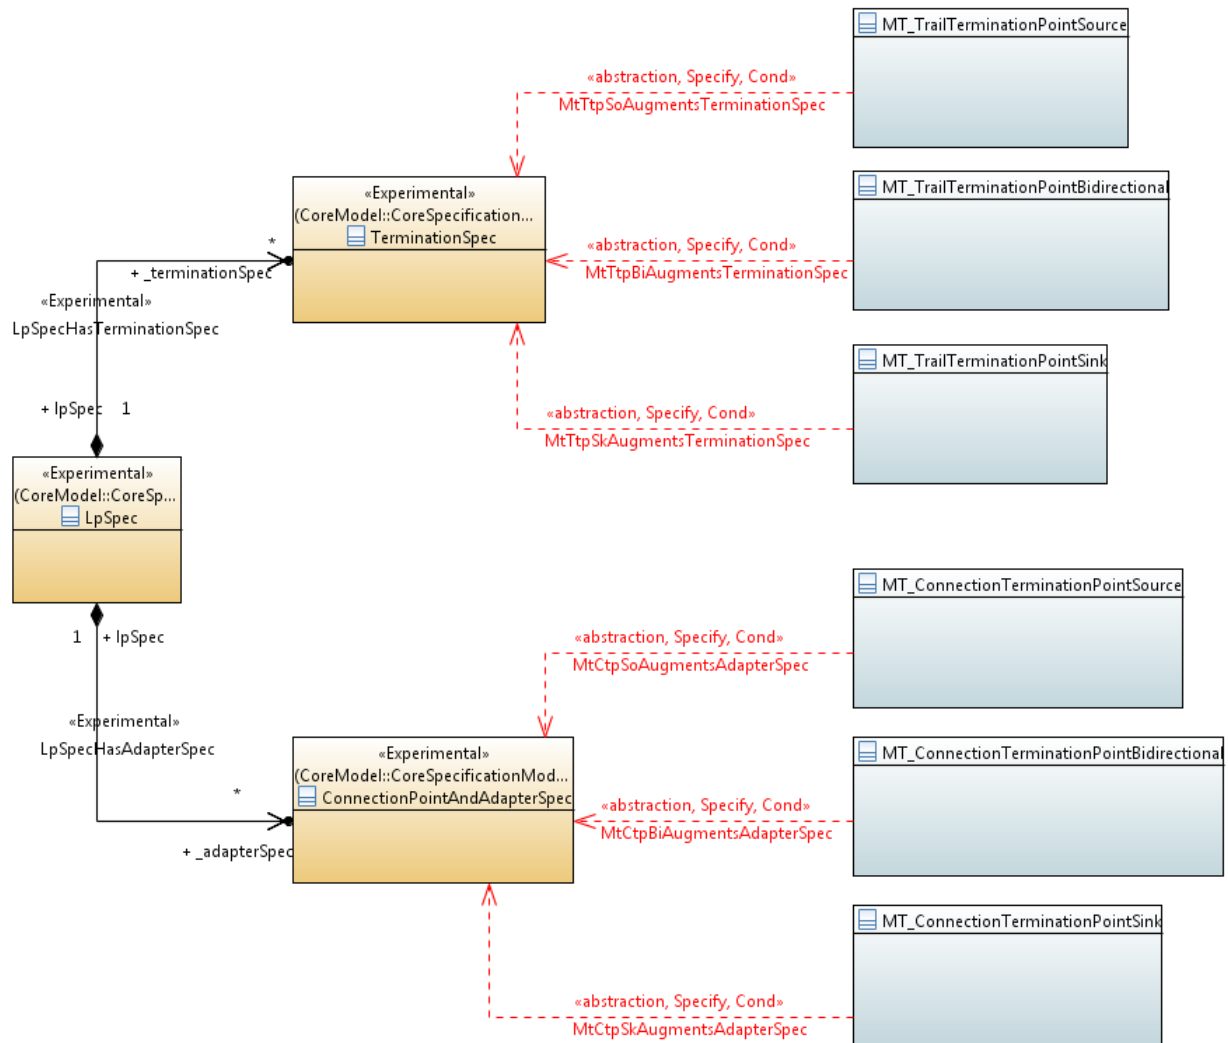 MT_TrailTerminationPointSource
«abstraction, Specify, Cond»
MtTtpSoAugmentsTerminationSpec
«Experimental»
(CoreModel::CoreSpecification...
TerminationSpec
MT_TrailTerminationPointBidirectional
«abstraction, Specify, Cond»
MtTtpBiAugmentsTerminationSpec
*
+ _terminationSpec
«Experimental»
LpSpecHasTerminationSpec
MT_TrailTerminationPointSink
«abstraction, Specify, Cond»
MtTtpSkAugmentsTerminationSpec
+ lpSpec 1
«Experimental»
(CoreModel::CoreSp...
LpSpec
1 + lpSpec
MT_ConnectionTerminationPointSource
«abstraction, Specify, Cond»
MtCtpSoAugmentsAdapterSpec
«Experimental»
LpSpecHasAdapterSpec
*
+ _adapterSpec
«Experimental»
(CoreModel::CoreSpecificationMod...
ConnectionPointAndAdapterSpec
MT_ConnectionTerminationPointBidirectional
«abstraction, Specify, Cond»
MtCtpBiAugmentsAdapterSpec
MT_ConnectionTerminationPointSink
«abstraction, Specify, Cond»
MtCtpSkAugmentsAdapterSpec